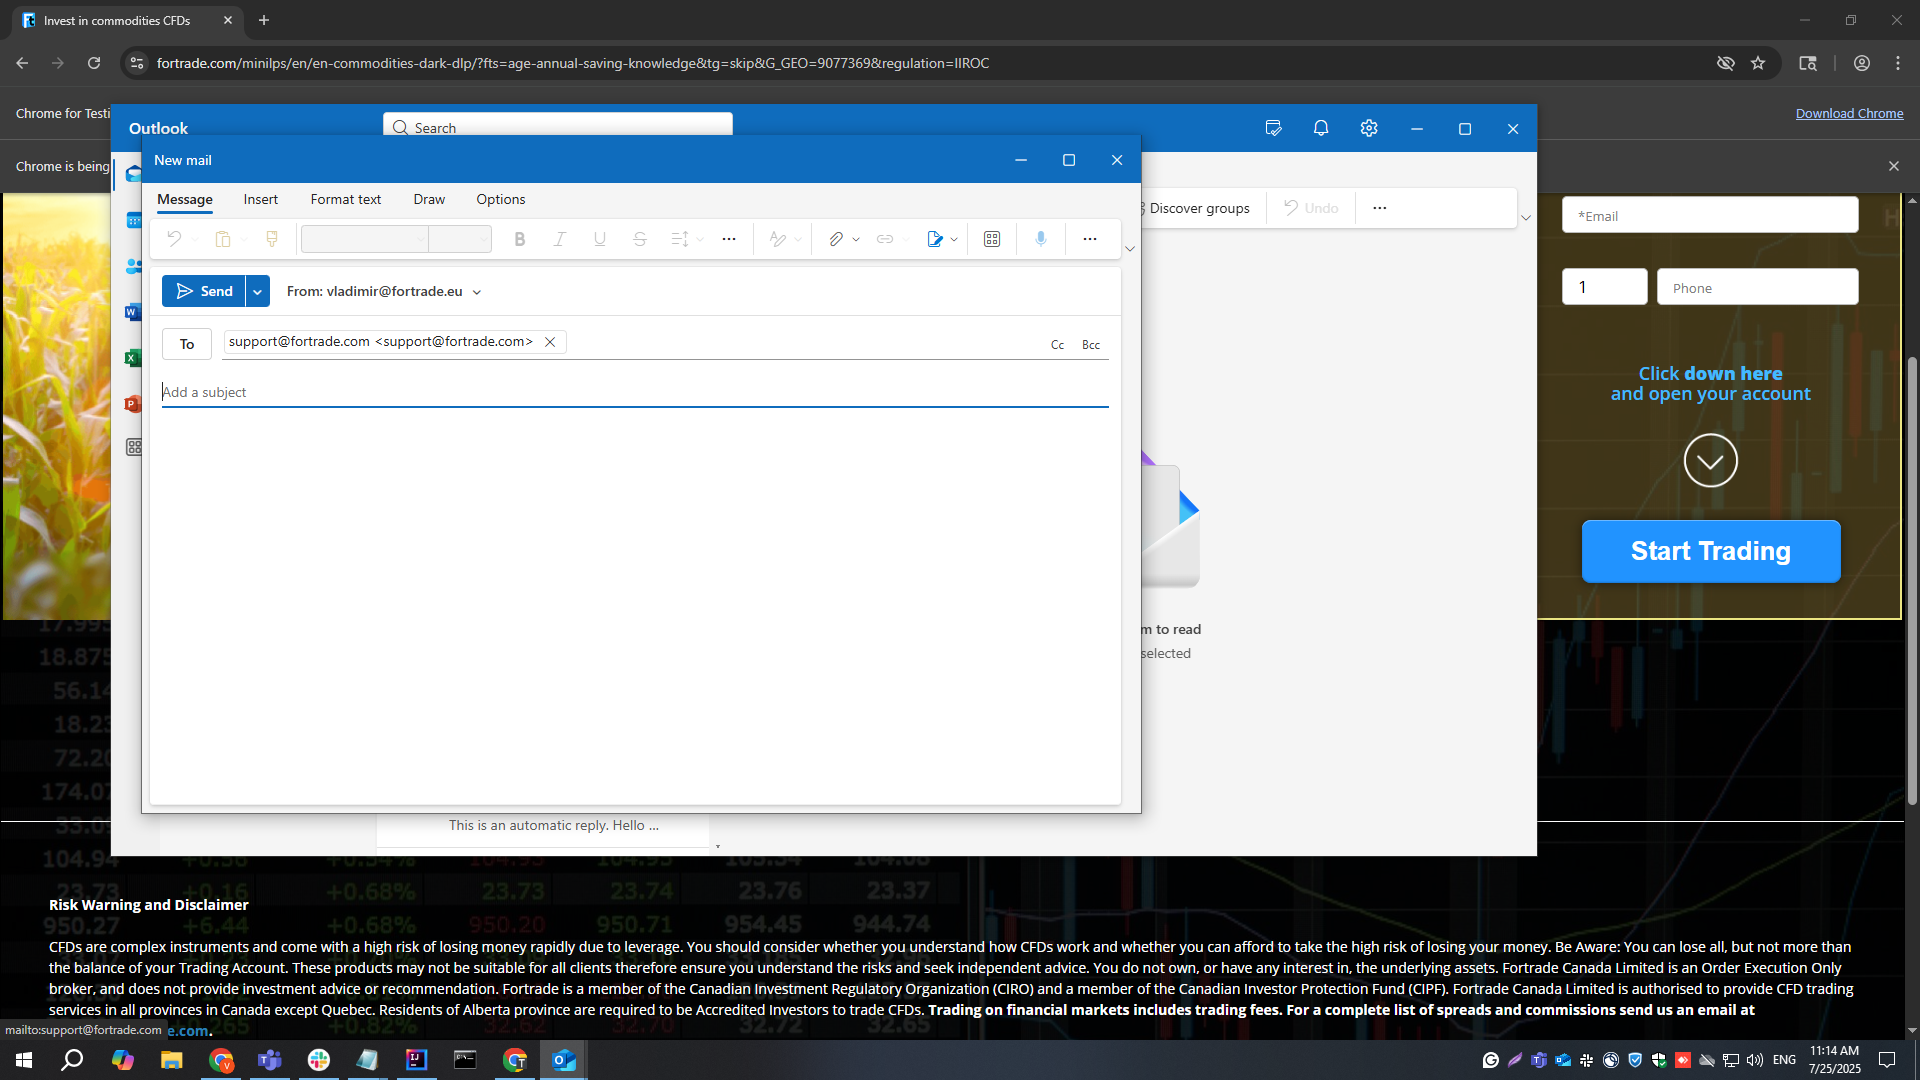 Invest in commodities CFDs
fortrade.com/minilps/en/en-commodities-dark-dlp/?fts=age-annual-saving-knowledge&tg=skip&G_GEO=9077369&regulation=IIROC
Chrome for Testi
Download Chrome
Chrome is being
Outlook
Search
New mail
Message Insert Format text Draw Options
Discover groups
Undo
Send
From: vladimir@fortrade.eu
To
support@fortrade.com <support@fortrade.com>
Cc Bcc
Add a subject
m to read
selected
This is an automatic reply. Hello ...
*Email
1
Phone
Click down here
and open your account
Start Trading
17.995
18.875
56.14
18.23
72.20
174.07
33.09
104.94 +0.56 +0.54% 104.93 104.95 105.34 104.08
23.73 +0.16 +0.68% 23.73 23.74 23.76 23.37
950.27 +6.44 +0.68% 950.20 950.71 954.45 944.74
Risk Warning and Disclaimer
CFDs are complex instruments and come with a high risk of losing money rapidly due to leverage. You should consider whether you understand how CFDs work and whether you can afford to take the high risk of losing your money. Be Aware: You can lose all, but not more than
the balance of your Trading Account. These products may not be suitable for all clients therefore ensure you understand the risks and seek independent advice. You do not own, or have any interest in, the underlying assets. Fortrade Canada Limited is an Order Execution Only
broker, and does not provide investment advice or recommendation. Fortrade is a member of the Canadian Investment Regulatory Organization (CIRO) and a member of the Canadian Investor Protection Fund (CIPF). Fortrade Canada Limited is authorised to provide CFD trading
services in all provinces in Canada except Quebec. Residents of Alberta province are required to be Accredited Investors to trade CFDs. Trading on financial markets includes trading fees. For a complete list of spreads and commissions send us an email at
mailto:support@fortrade.com
e.com.
ENG
11:14 AM
7/25/2025